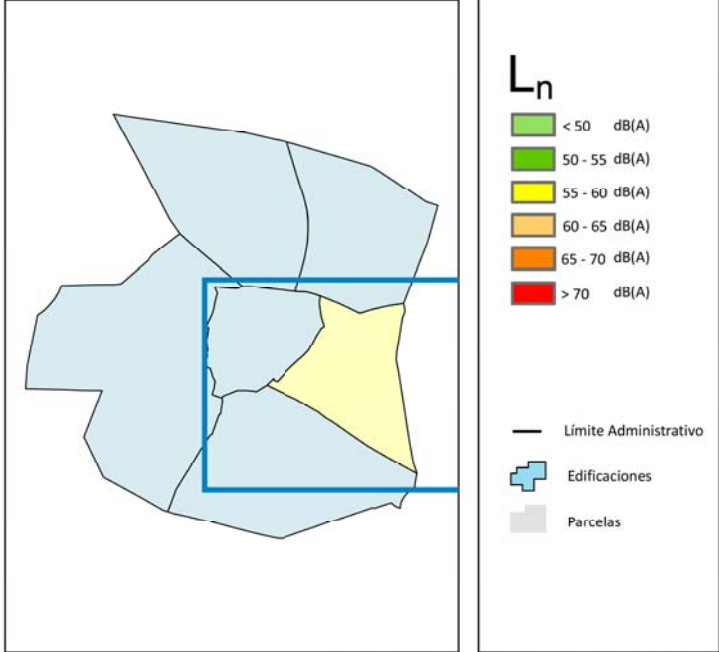 Ln
< 50 dB(A)
50 - 55 dB(A)
55 - 60 dB(A)
60 - 65 dB(A)
65 - 70 dB(A)
> 70 dB(A)
Límite Administrativo
Edificaciones
Parcelas